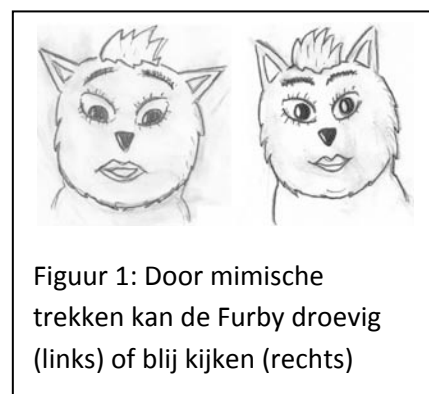 Figuur 1: Door mimische
trekken kan de Furby droevig
(links) of blij kijken (rechts)